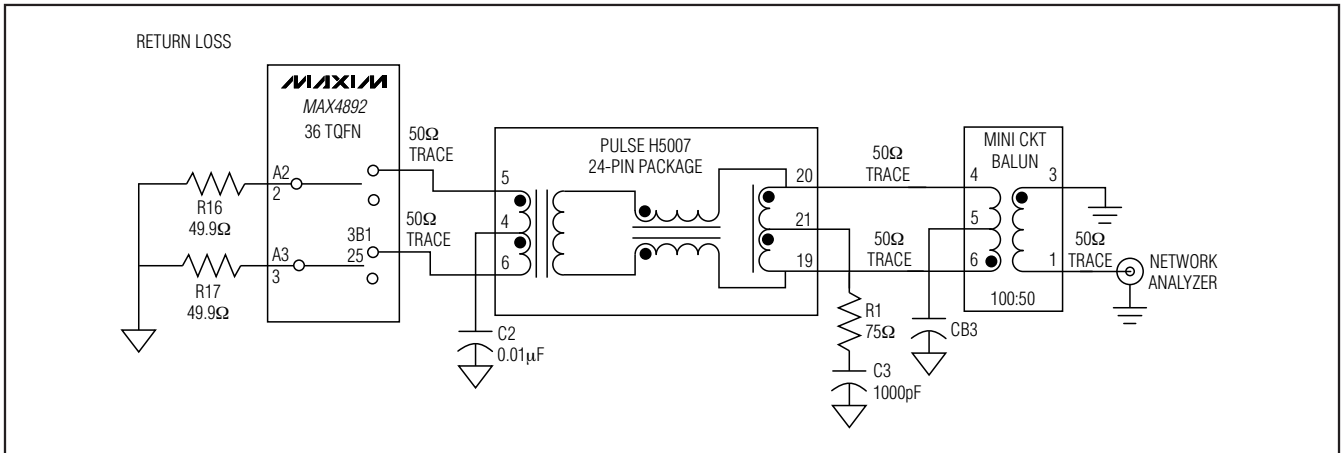 RETURN LOSS
MAXIM
MAX4892
36 TQFN
A2
2
R16
49.9Ω
A3
3
R17
49.9Ω
3B1
25
50Ω
TRACE
50Ω
TRACE
PULSE H5007
24-PIN PACKAGE
5
4
6
C2
0.01μF
20
21
19
R1
75Ω
C3
1000pF
50Ω
TRACE
50Ω
TRACE
MINI CKT
BALUN
4
5
6
3
1
100:50
CB3
50Ω
TRACE
NETWORK
ANALYZER